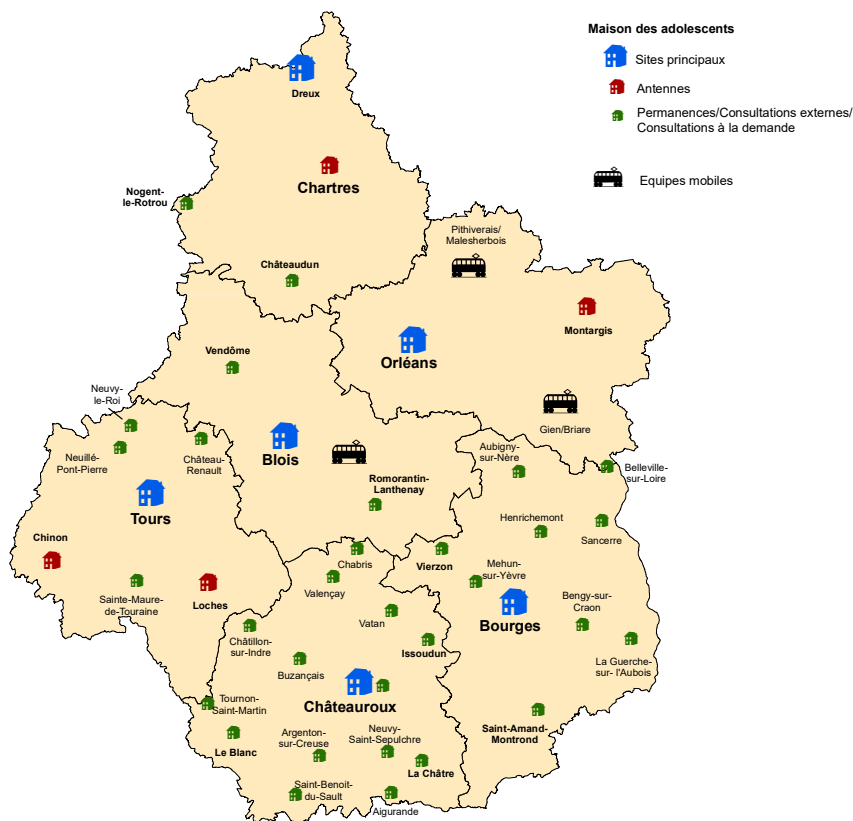 Maison des adolescents
Sites principaux
Antennes
Permanences/Consultations externes/
Consultations à la demande
Equipes mobiles
Dreux
Chartres
Nogent-
le-Rotrou
Châteaudun
Pithiverais/
Malesherbois
Montargis
Orléans
Gien/Briare
Vendôme
Blois
Romorantin-
Lanthenay
Neuvy-
le-Roi
Neuillé-
Pont-Pierre
Château-
Renault
Tours
Chinon
Sainte-Maure-
de-Touraine
Loches
Aubigny-
sur-Nère
Belleville-
sur-Loire
Henrichemont
Sancerre
Vierzon
Mehun-
sur-Yèvre
Bourges
Bengy-sur-
Craon
La Guerche-
sur- l'Aubois
Saint-Amand-
Montrond
Chabris
Valençay
Vatan
Issoudun
Châtillon-
sur-Indre
Buzançais
Châteauroux
Tournon-
Saint-Martin
Le Blanc
Argenton-
sur-Creuse
Neuvy-
Saint-Sepulchre
La Châtre
Saint-Benoit-
du-Sault
Aigurande